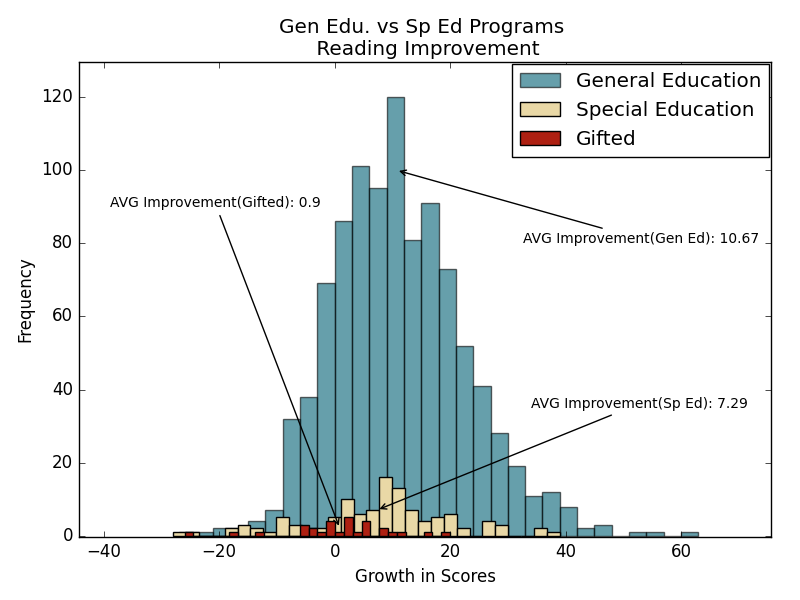 Gen Edu. vs Sp Ed Programs
Reading Improvement
General Education
Special Education
Gifted
AVG Improvement(Gifted): 0.9
AVG Improvement(Gen Ed): 10.67
AVG Improvement(Sp Ed): 7.29
Frequency
120
100
80
60
40
20
0
−40
−20
0
20
40
60
Growth in Scores